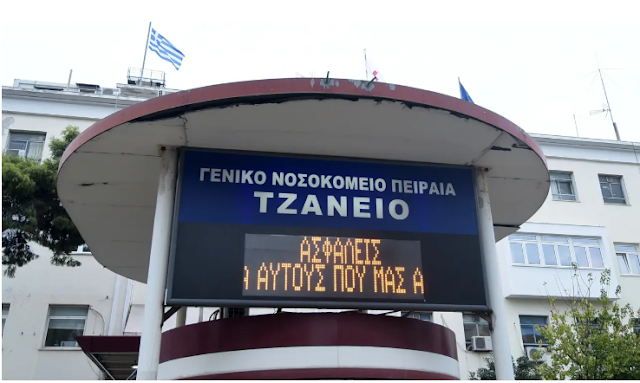 ΓΕΝΙΚΟ ΝΟΣΟΚΟΜΕΙΟ ΠΕΙΡΑΙΑ
ΤΖΑΝΕΙΟ
ΑΣΦΑΛΕΙΣ
Α ΑΥΤΟΥΣ ΠΟΥ ΜΑΣ Α